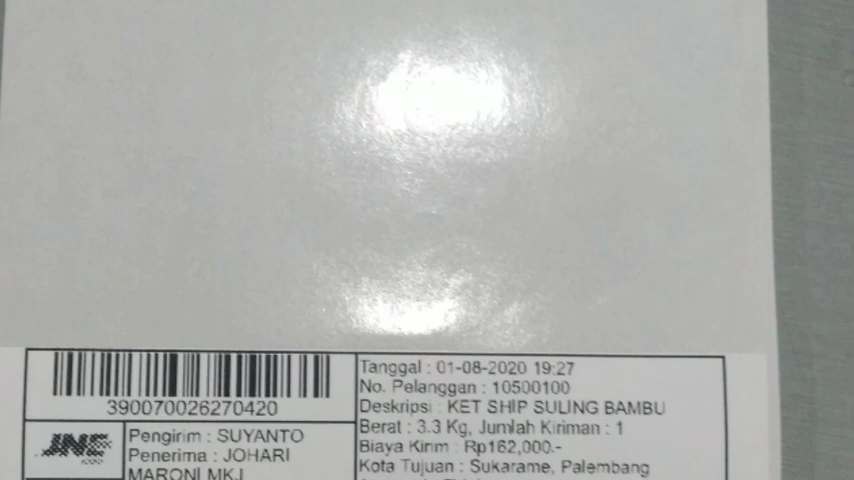 390070026270420
JNE
Pengirim : SUYANTO
Penerima : JOHARI
MARONI MKJ
Tanggal : 01-08-2020 19:27
No. Pelanggan : 10500100
Deskripsi : KET SHIP SULING BAMBU
Berat : 3.3 Kg, Jumlah Kiriman : 1
Biaya Kirim : Rp162,000.-
Kota Tujuan : Sukarame, Palembang